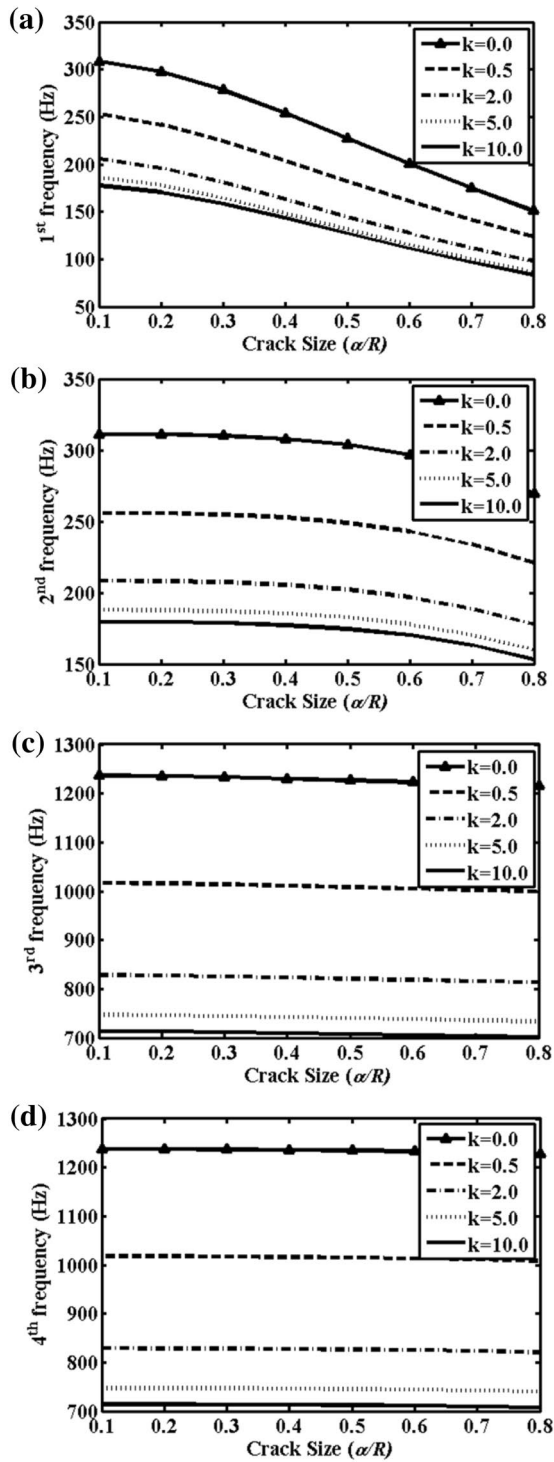 (a)
350
300
250
200
150
100
50
1st frequency (Hz)
k=0.0
k=0.5
k=2.0
k=5.0
k=10.0
0.1 0.2 0.3 0.4 0.5 0.6 0.7 0.8
Crack Size (α/R)
(b)
350
300
250
200
150
2nd frequency (Hz)
k=0.0
k=0.5
k=2.0
k=5.0
k=10.0
0.1 0.2 0.3 0.4 0.5 0.6 0.7 0.8
Crack Size (α/R)
(c)
1300
1200
1100
1000
900
800
700
3rd frequency (Hz)
k=0.0
k=0.5
k=2.0
k=5.0
k=10.0
0.1 0.2 0.3 0.4 0.5 0.6 0.7 0.8
Crack Size (α/R)
(d)
1300
1200
1100
1000
900
800
700
4th frequency (Hz)
k=0.0
k=0.5
k=2.0
k=5.0
k=10.0
0.1 0.2 0.3 0.4 0.5 0.6 0.7 0.8
Crack Size (α/R)